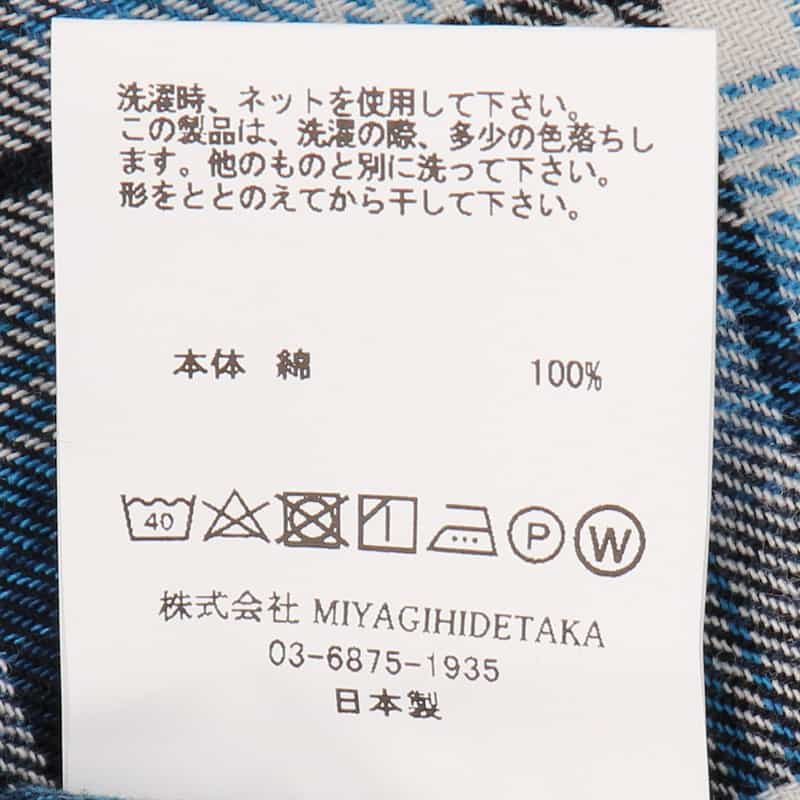 洗濯時、ネットを使用して下さい。
この製品は、洗濯の際、多少の色落ちし
ます。他のものと別に洗って下さい。
形をととのえてから干して下さい。
本体 綿 100%
40 P W
株式会社 MIYAGIHIDETAKA
03-6875-1935
日本製